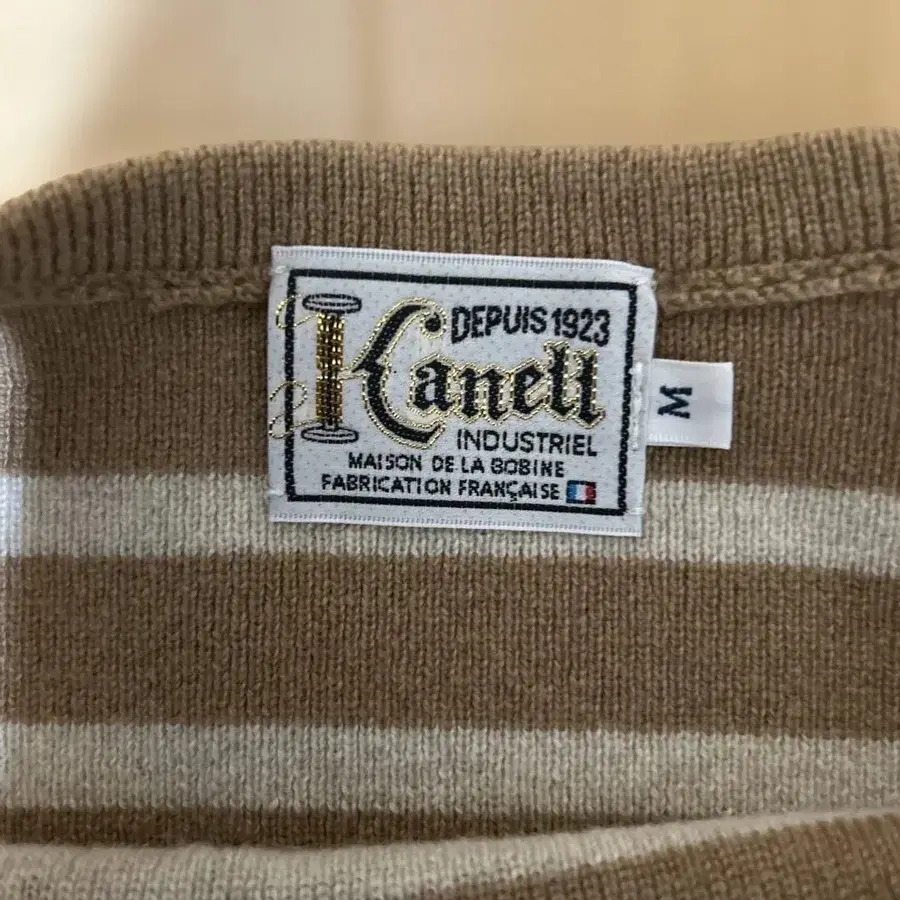 DEPUIS 1923
Kanell
INDUSTRIEL
MAISON DE LA BOBINE
FABRICATION FRANÇAISE
M